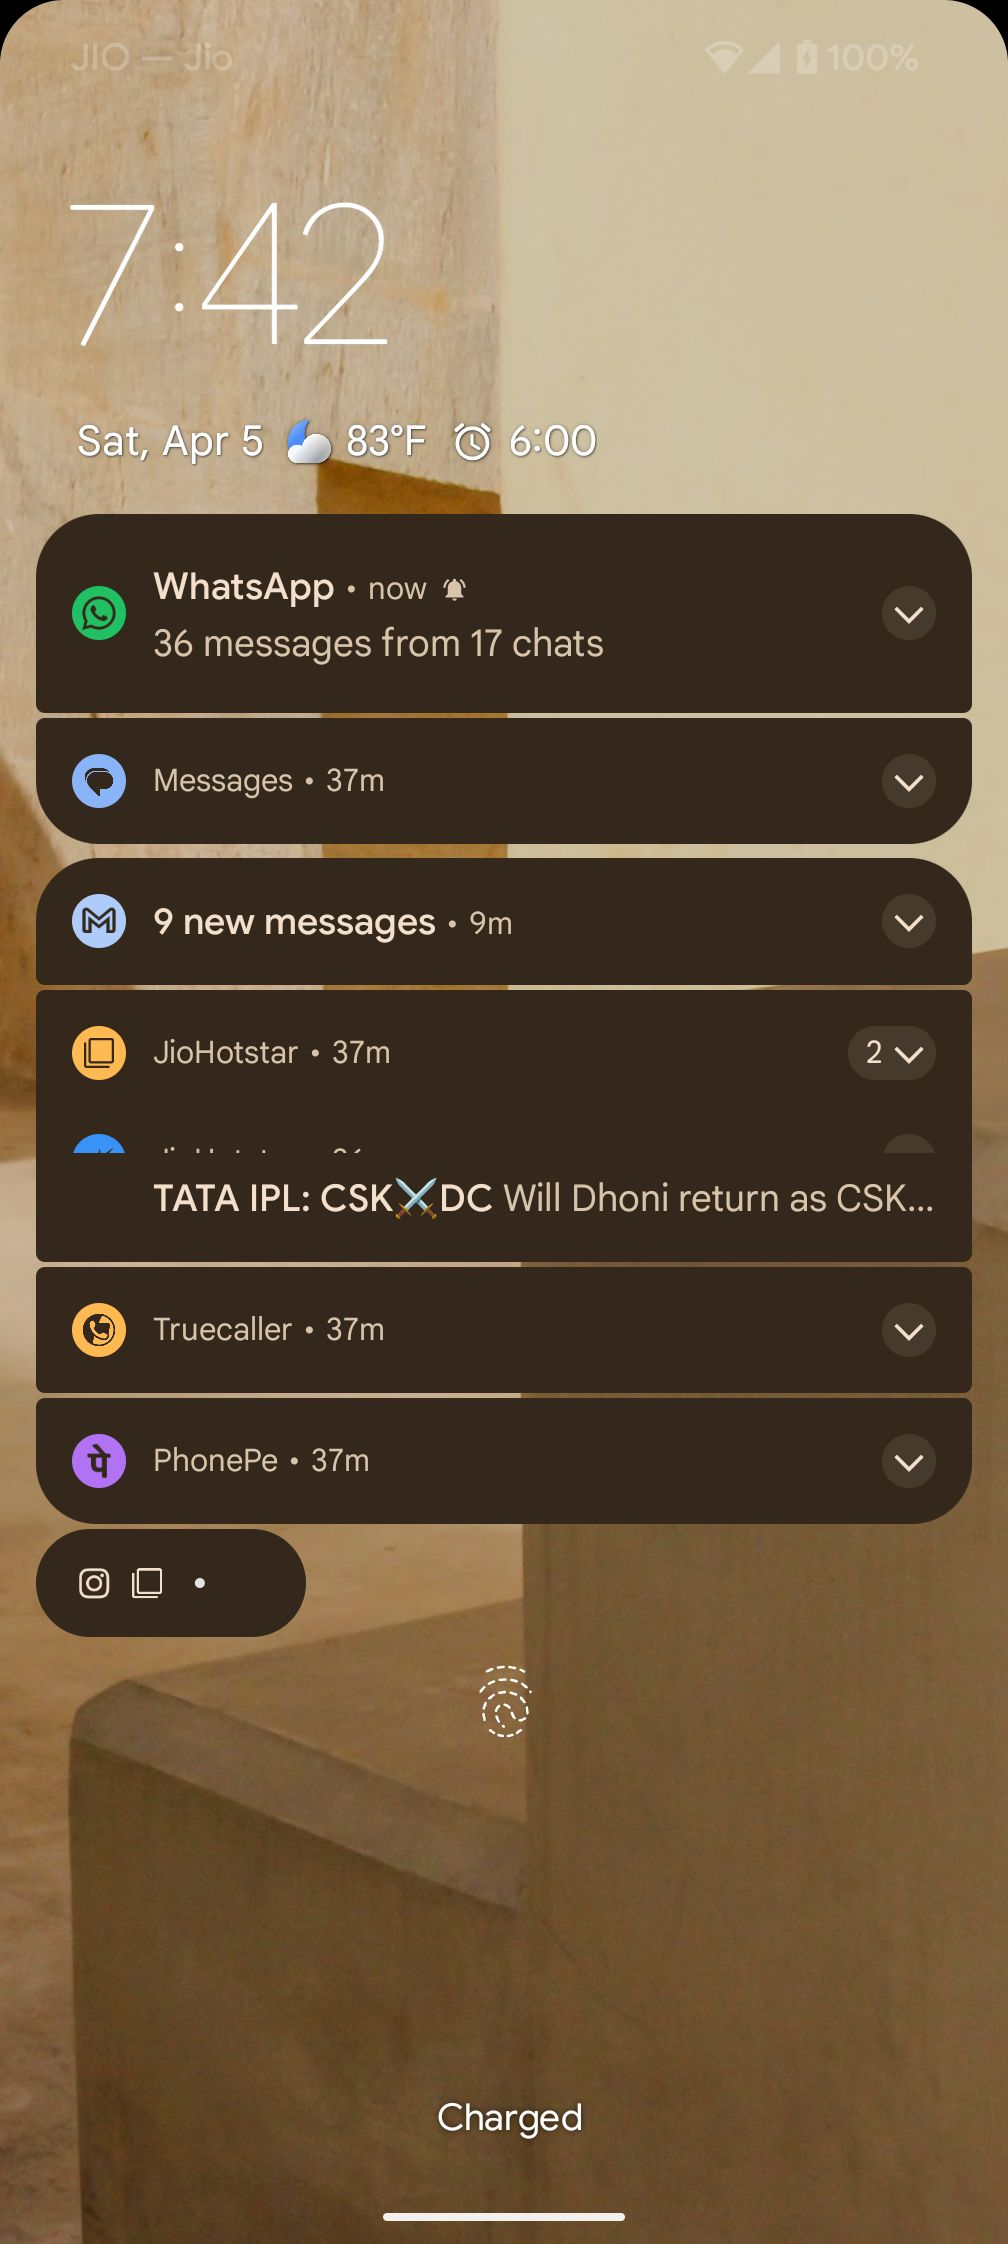 JIO — Jio 100%
7:42
Sat, Apr 5 83°F 6:00
WhatsApp • now
36 messages from 17 chats
Messages • 37m
9 new messages • 9m
JioHotstar • 37m
2
TATA IPL: CSK⚔️DC Will Dhoni return as CSK...
Truecaller • 37m
पे
PhonePe • 37m
Charged